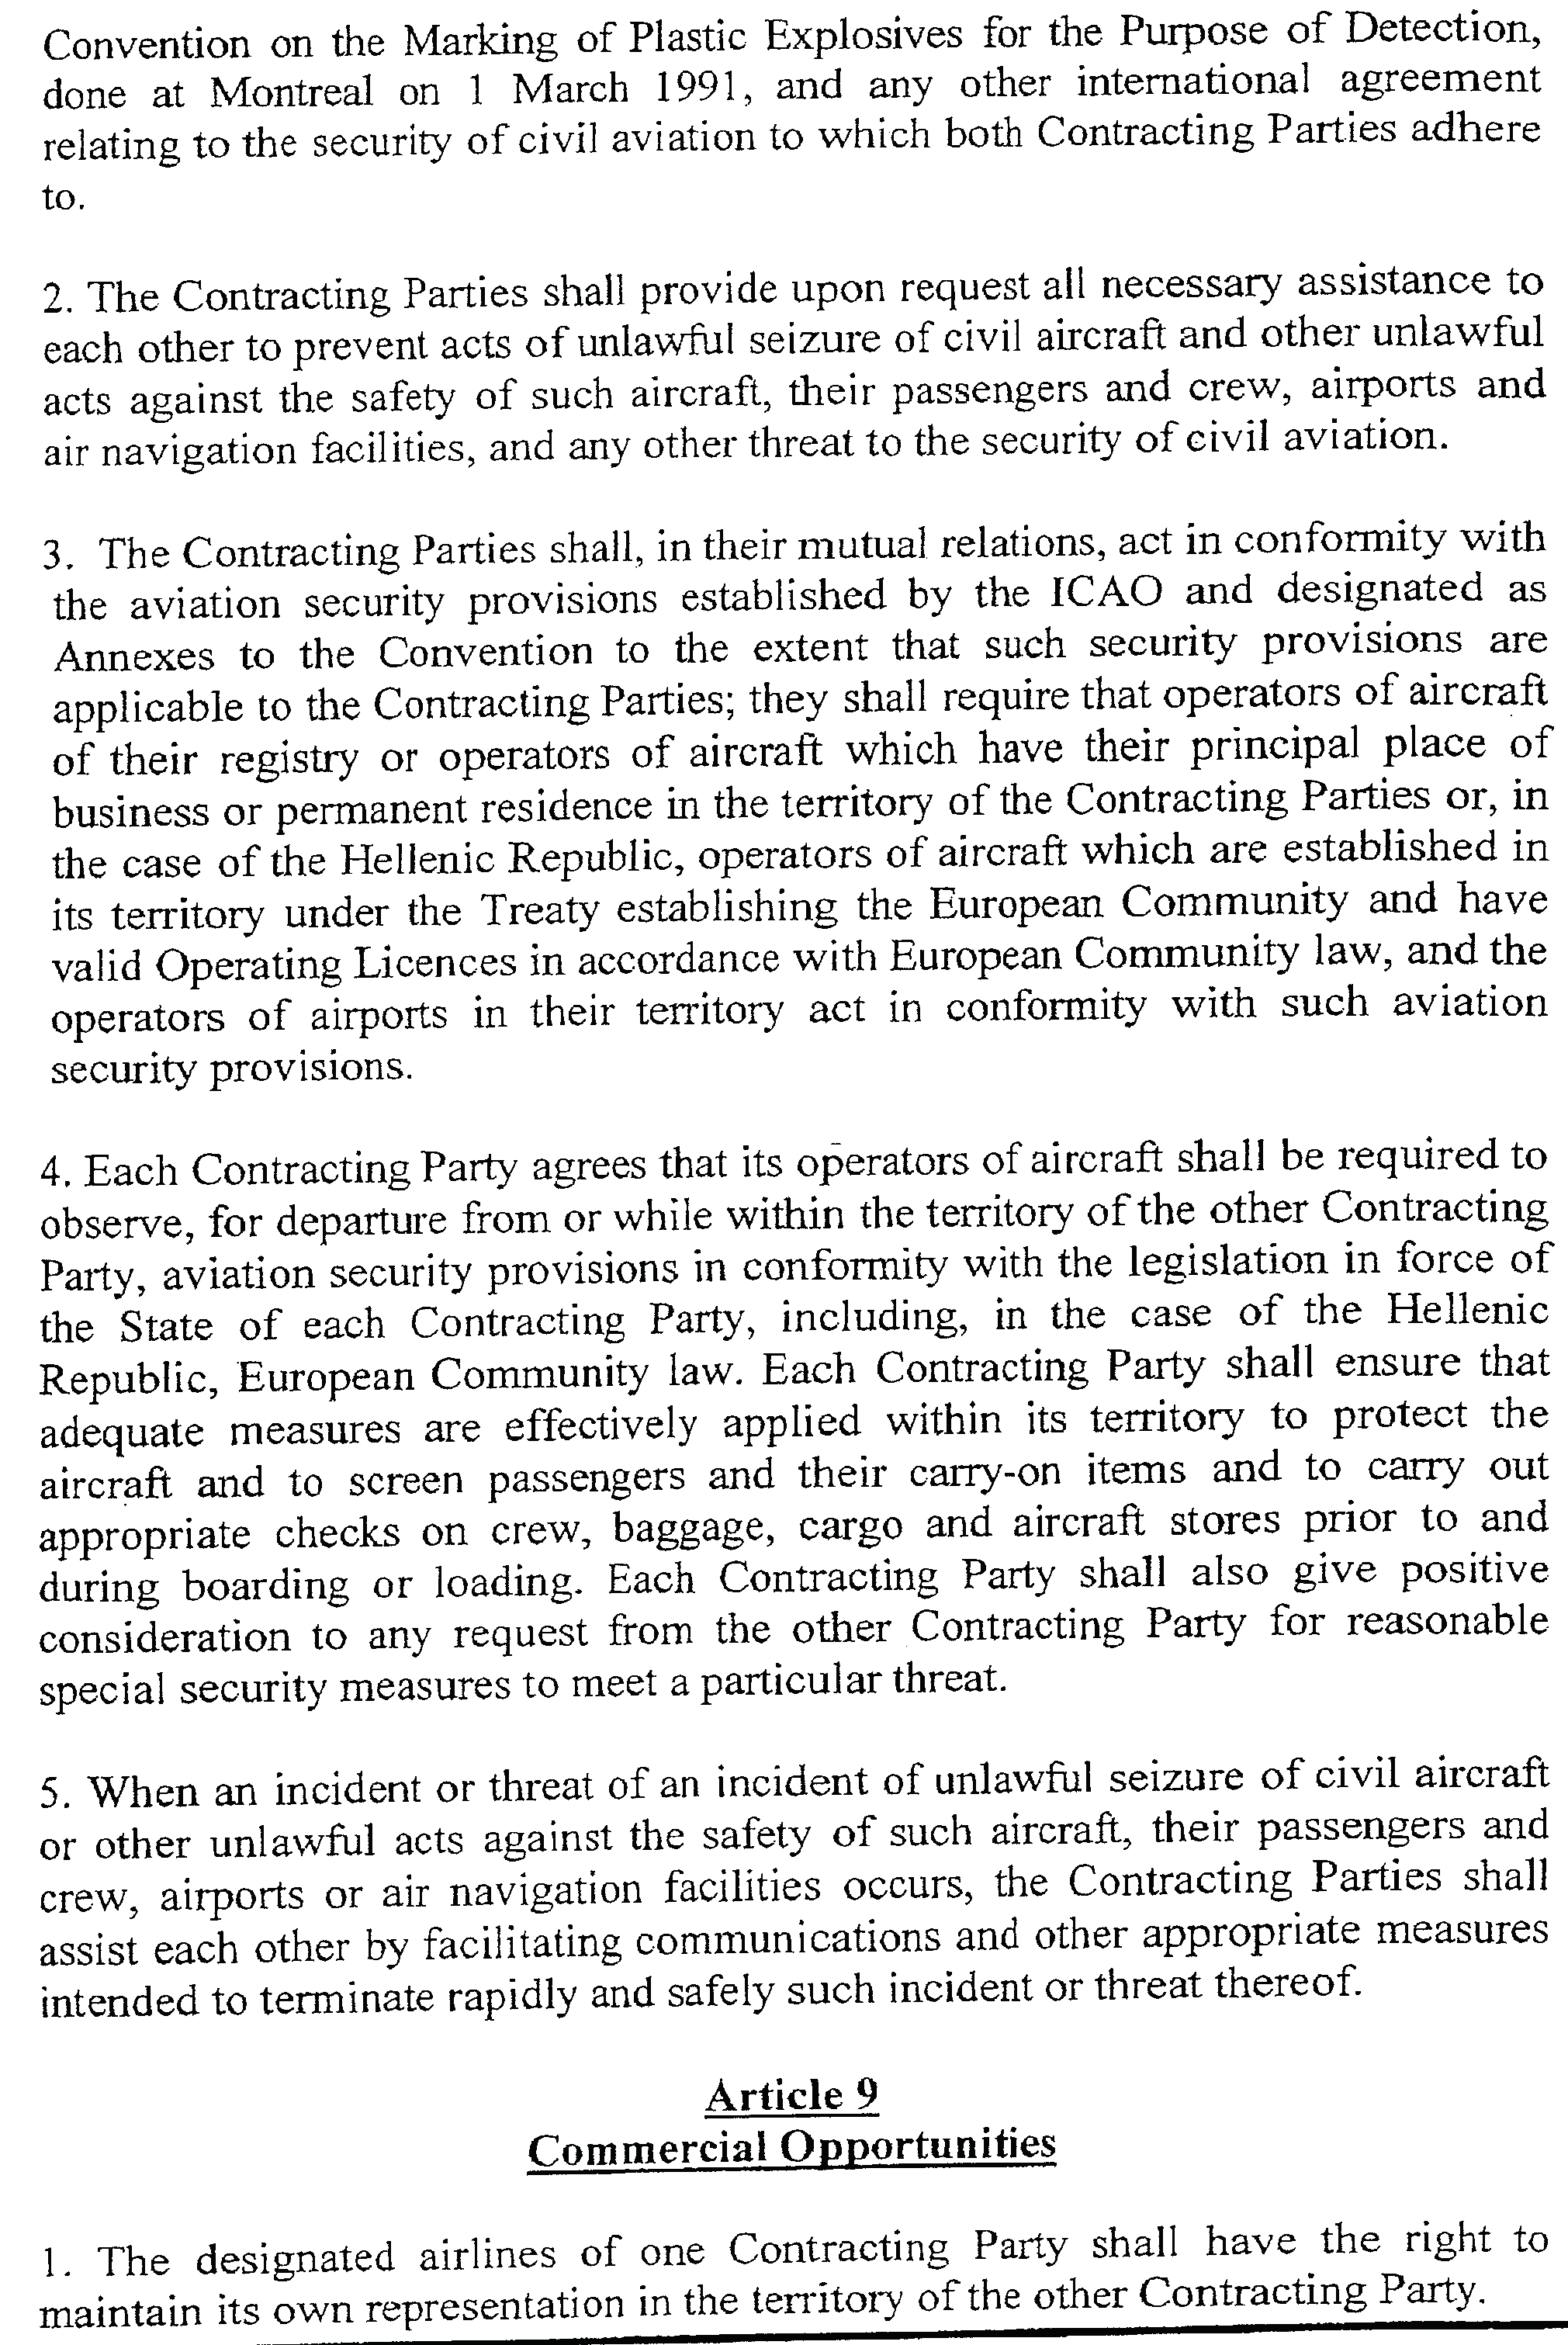 Convention on the Marking of Plastic Explosives for the Purpose of Detection,
done at Montreal on 1 March 1991, and any other international agreement
relating to the security of civil aviation to which both Contracting Parties adhere
to.
2. The Contracting Parties shall provide upon request all necessary assistance to
each other to prevent acts of unlawful seizure of civil aircraft and other unlawful
acts against the safety of such aircraft, their passengers and crew, airports and
air navigation facilities, and any other threat to the security of civil aviation.
3. The Contracting Parties shall, in their mutual relations, act in conformity with
the aviation security provisions established by the ICAO and designated as
Annexes to the Convention to the extent that such security provisions are
applicable to the Contracting Parties; they shall require that operators of aircraft
of their registry or operators of aircraft which have their principal place of
business or permanent residence in the territory of the Contracting Parties or, in
the case of the Hellenic Republic, operators of aircraft which are established in
its territory under the Treaty establishing the European Community and have
valid Operating Licences in accordance with European Community law, and the
operators of airports in their territory act in conformity with such aviation
security provisions.
4. Each Contracting Party agrees that its operators of aircraft shall be required to
observe, for departure from or while within the territory of the other Contracting
Party, aviation security provisions in conformity with the legislation in force of
the State of each Contracting Party, including, in the case of the Hellenic
Republic, European Community law. Each Contracting Party shall ensure that
adequate measures are effectively applied within its territory to protect the
aircraft and to screen passengers and their carry-on items and to carry out
appropriate checks on crew, baggage, cargo and aircraft stores prior to and
during boarding or loading. Each Contracting Party shall also give positive
consideration to any request from the other Contracting Party for reasonable
special security measures to meet a particular threat.
5. When an incident or threat of an incident of unlawful seizure of civil aircraft
or other unlawful acts against the safety of such aircraft, their passengers and
crew, airports or air navigation facilities occurs, the Contracting Parties shall
assist each other by facilitating communications and other appropriate measures
intended to terminate rapidly and safely such incident or threat thereof.
Article 9
Commercial Opportunities
1. The designated airlines of one Contracting Party shall have the right to
maintain its own representation in the territory of the other Contracting Party.